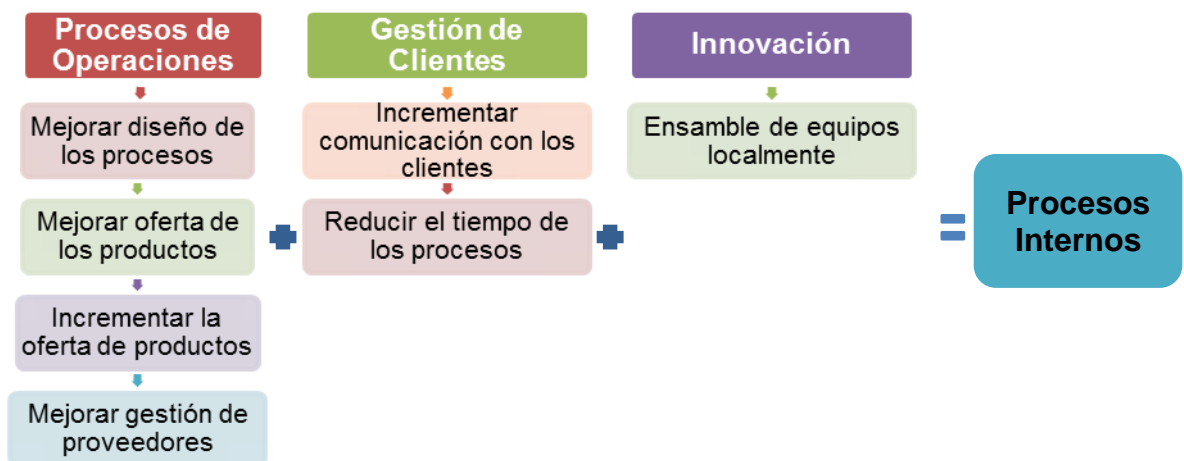 Procesos de
Operaciones
Mejorar diseño de
los procesos
Mejorar oferta de
los productos
Incrementar la
oferta de productos
Mejorar gestión de
proveedores
Gestión de
Clientes
Incrementar
comunicación con los
clientes
Reducir el tiempo de
los procesos
Innovación
Ensamble de equipos
localmente
Procesos
Internos